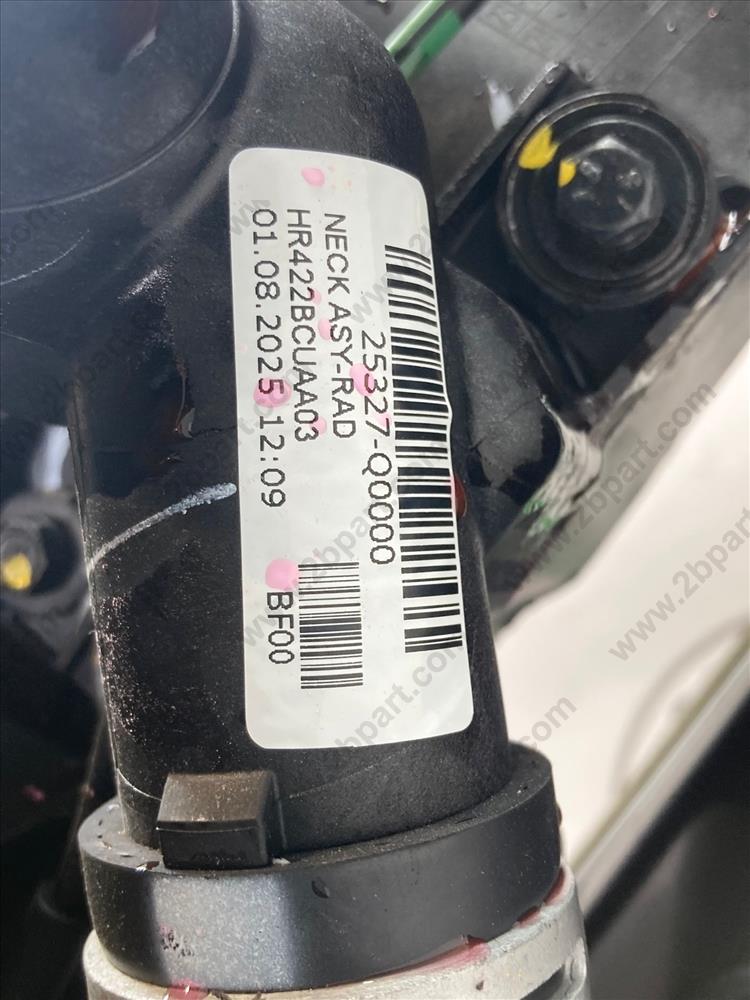 25327-Q0000
NECK ASY-RAD
HR422BCUAA03
01.08.2025 12:09
BF00
www.2bpart.com